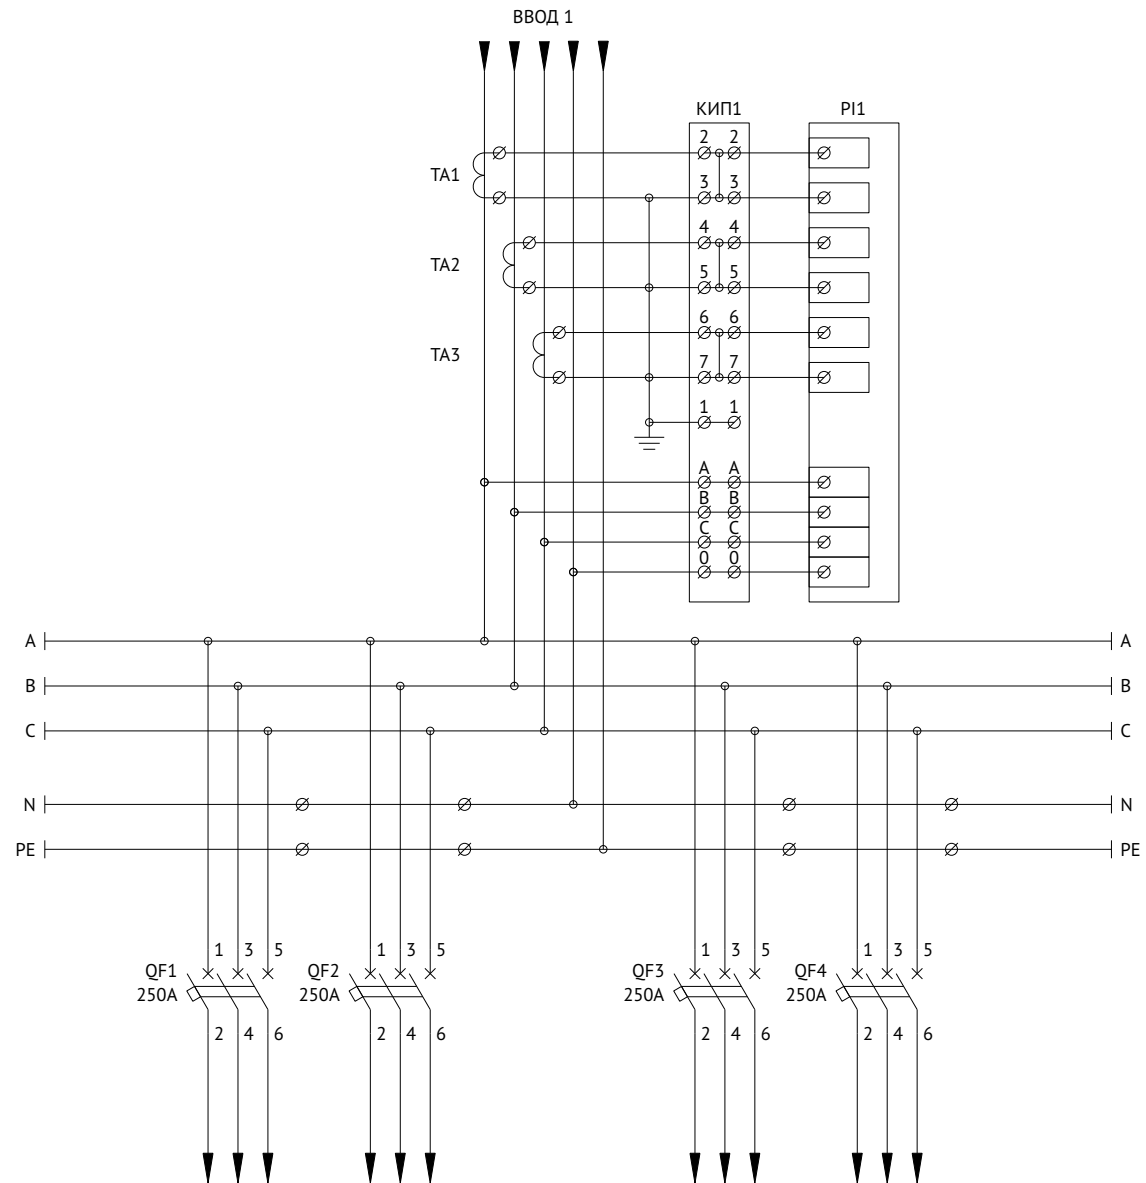 ВВОД 1
КИП1 PI1
2 2
TA1
3 3
4 4
TA2
5 5
6 6
TA3
7 7
1 1
A A
B B
C C
0 0
A A
B B
C C
N N
PE PE
1 3 5 1 3 5 1 3 5 1 3 5
QF1 QF2 QF3 QF4
250A 250A 250A 250A
2 4 6 2 4 6 2 4 6 2 4 6